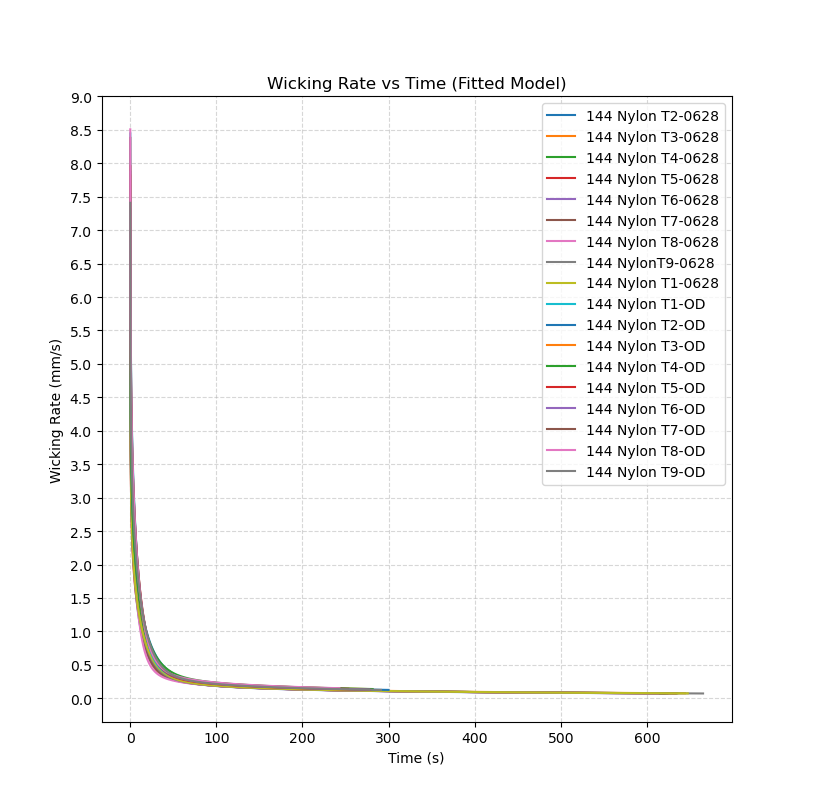 Wicking Rate vs Time (Fitted Model)
9.0
8.5
8.0
7.5
7.0
6.5
6.0
5.5
5.0
4.5
4.0
3.5
3.0
2.5
2.0
1.5
1.0
0.5
0.0
Wicking Rate (mm/s)
144 Nylon T2-0628
144 Nylon T3-0628
144 Nylon T4-0628
144 Nylon T5-0628
144 Nylon T6-0628
144 Nylon T7-0628
144 Nylon T8-0628
144 NylonT9-0628
144 Nylon T1-0628
144 Nylon T1-OD
144 Nylon T2-OD
144 Nylon T3-OD
144 Nylon T4-OD
144 Nylon T5-OD
144 Nylon T6-OD
144 Nylon T7-OD
144 Nylon T8-OD
144 Nylon T9-OD
0 100 200 300 400 500 600
Time (s)